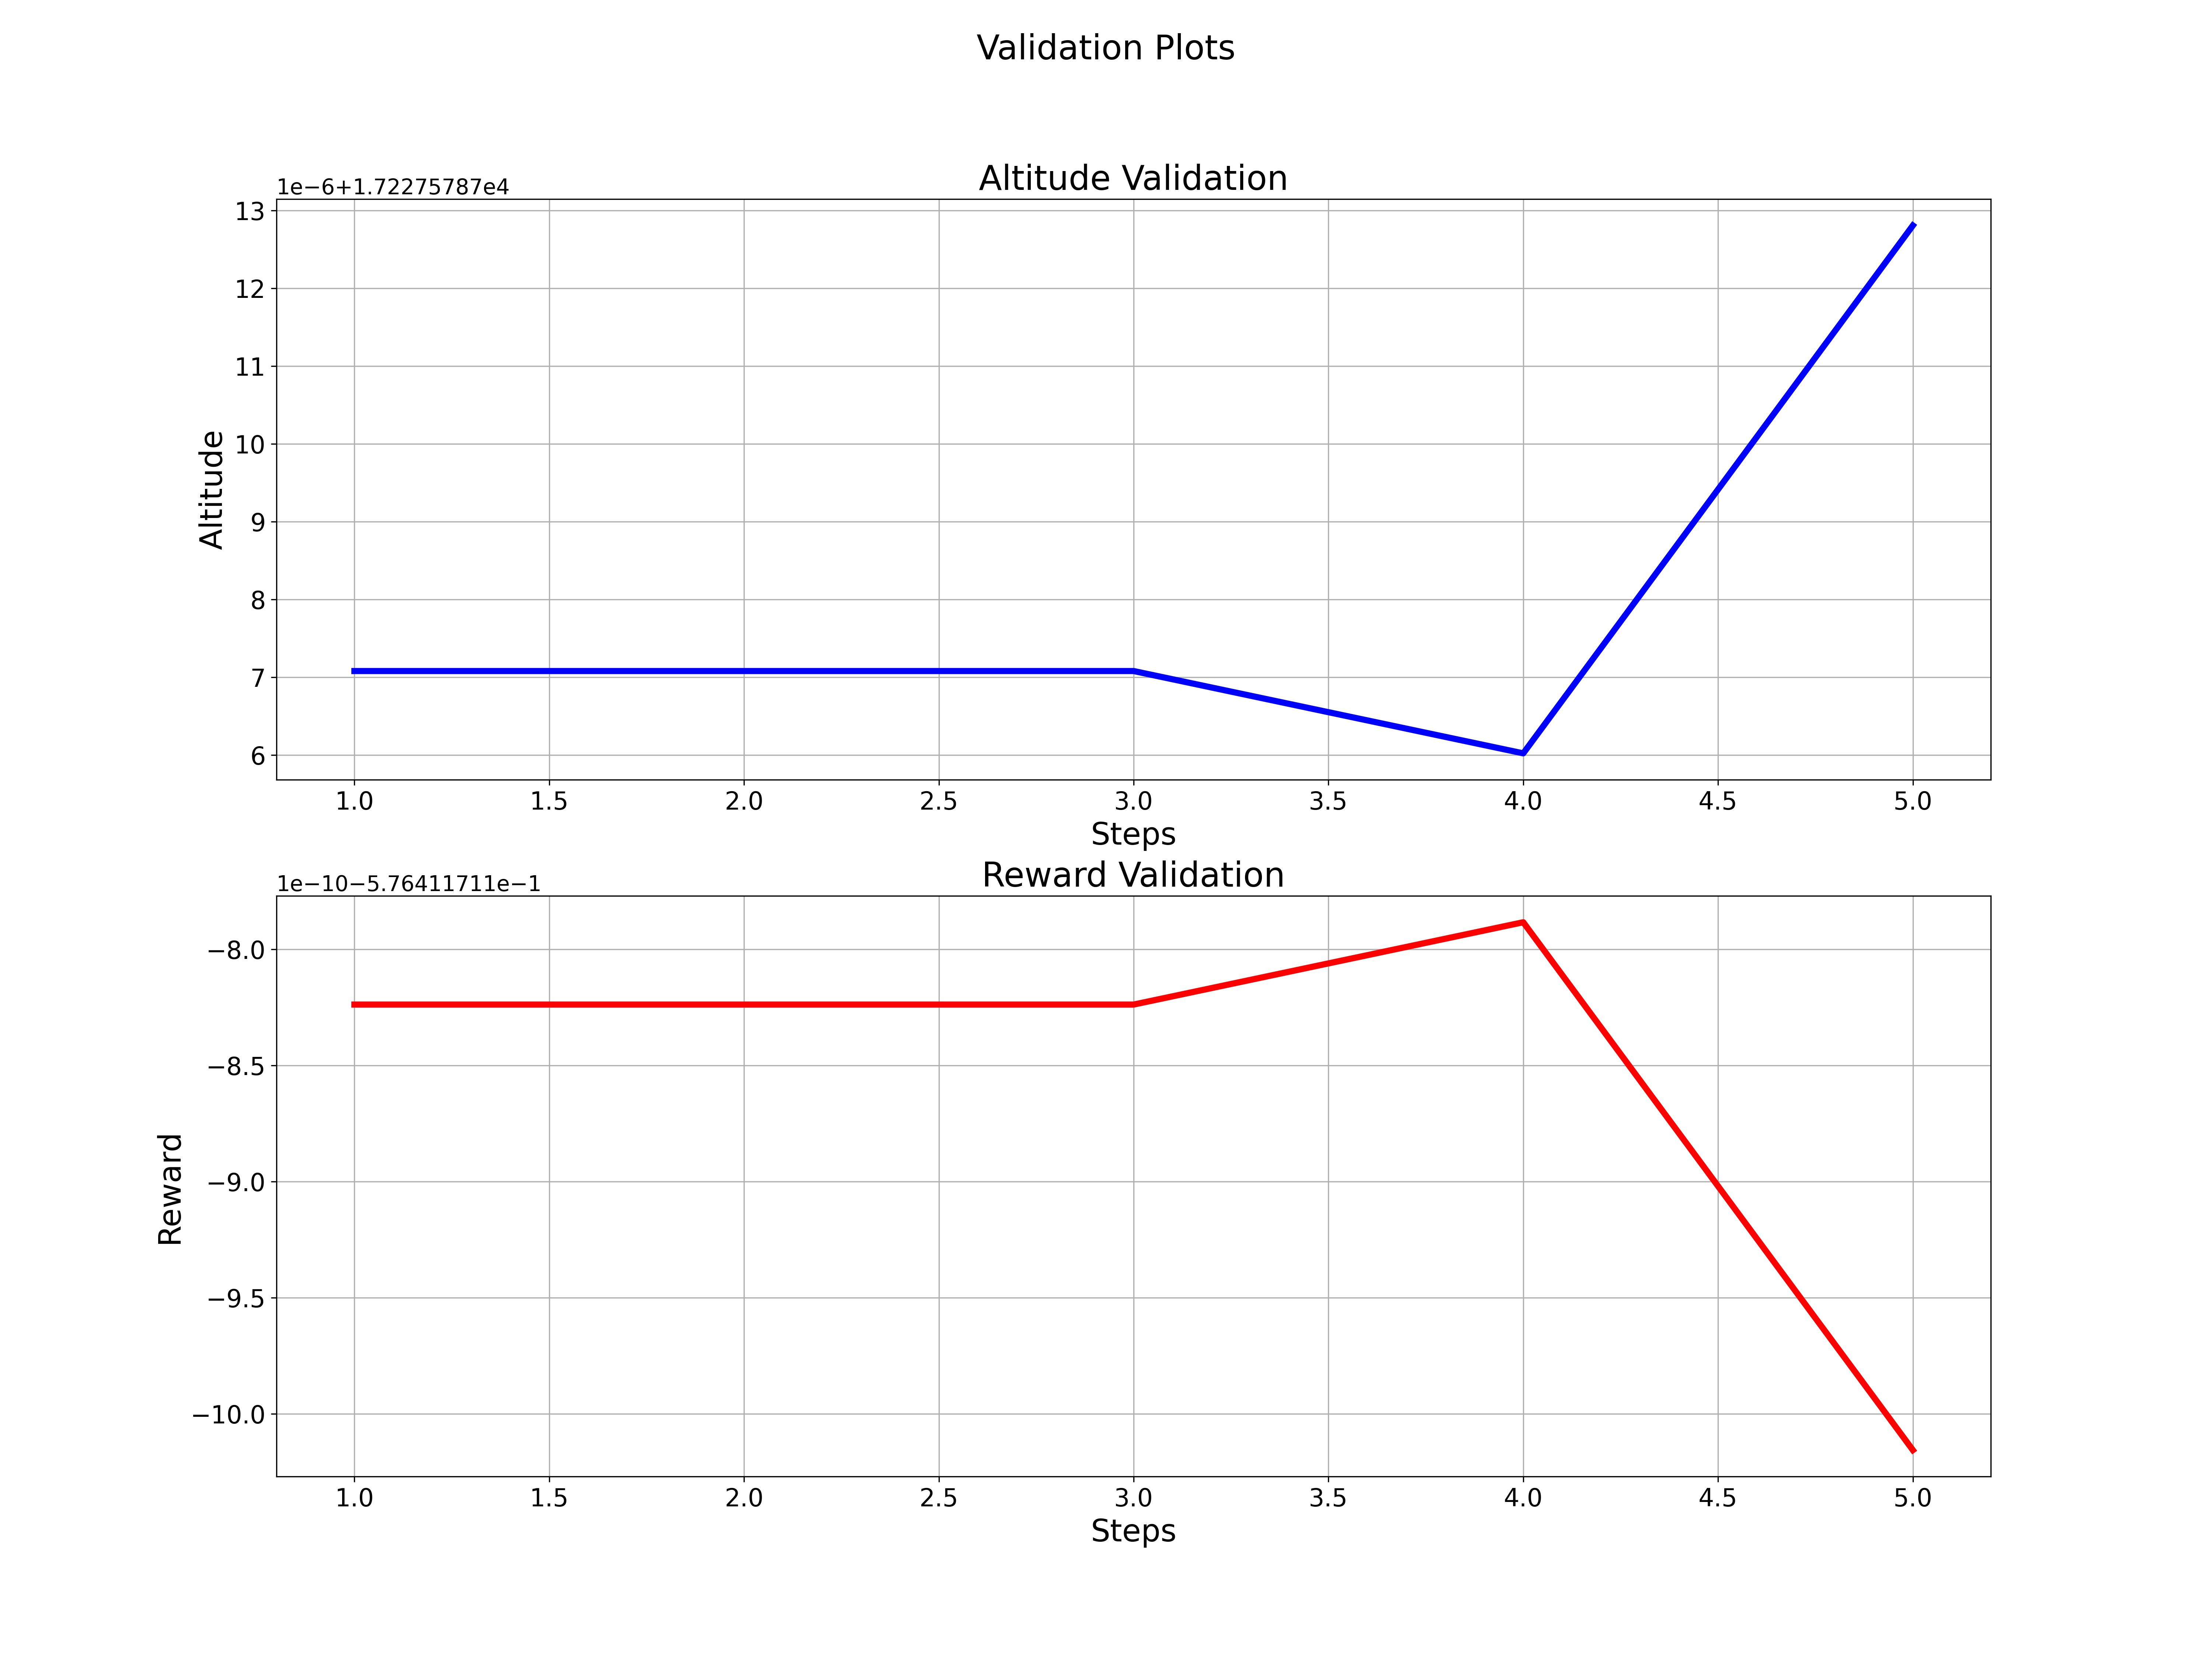 Validation Plots
Altitude Validation
1e−6+1.72275787e4
13
12
11
10
9
8
7
6
Altitude
1.0 1.5 2.0 2.5 3.0 3.5 4.0 4.5 5.0
Steps
Reward Validation
1e−10−5.76411711e−1
−8.0
−8.5
−9.0
−9.5
−10.0
Reward
1.0 1.5 2.0 2.5 3.0 3.5 4.0 4.5 5.0
Steps